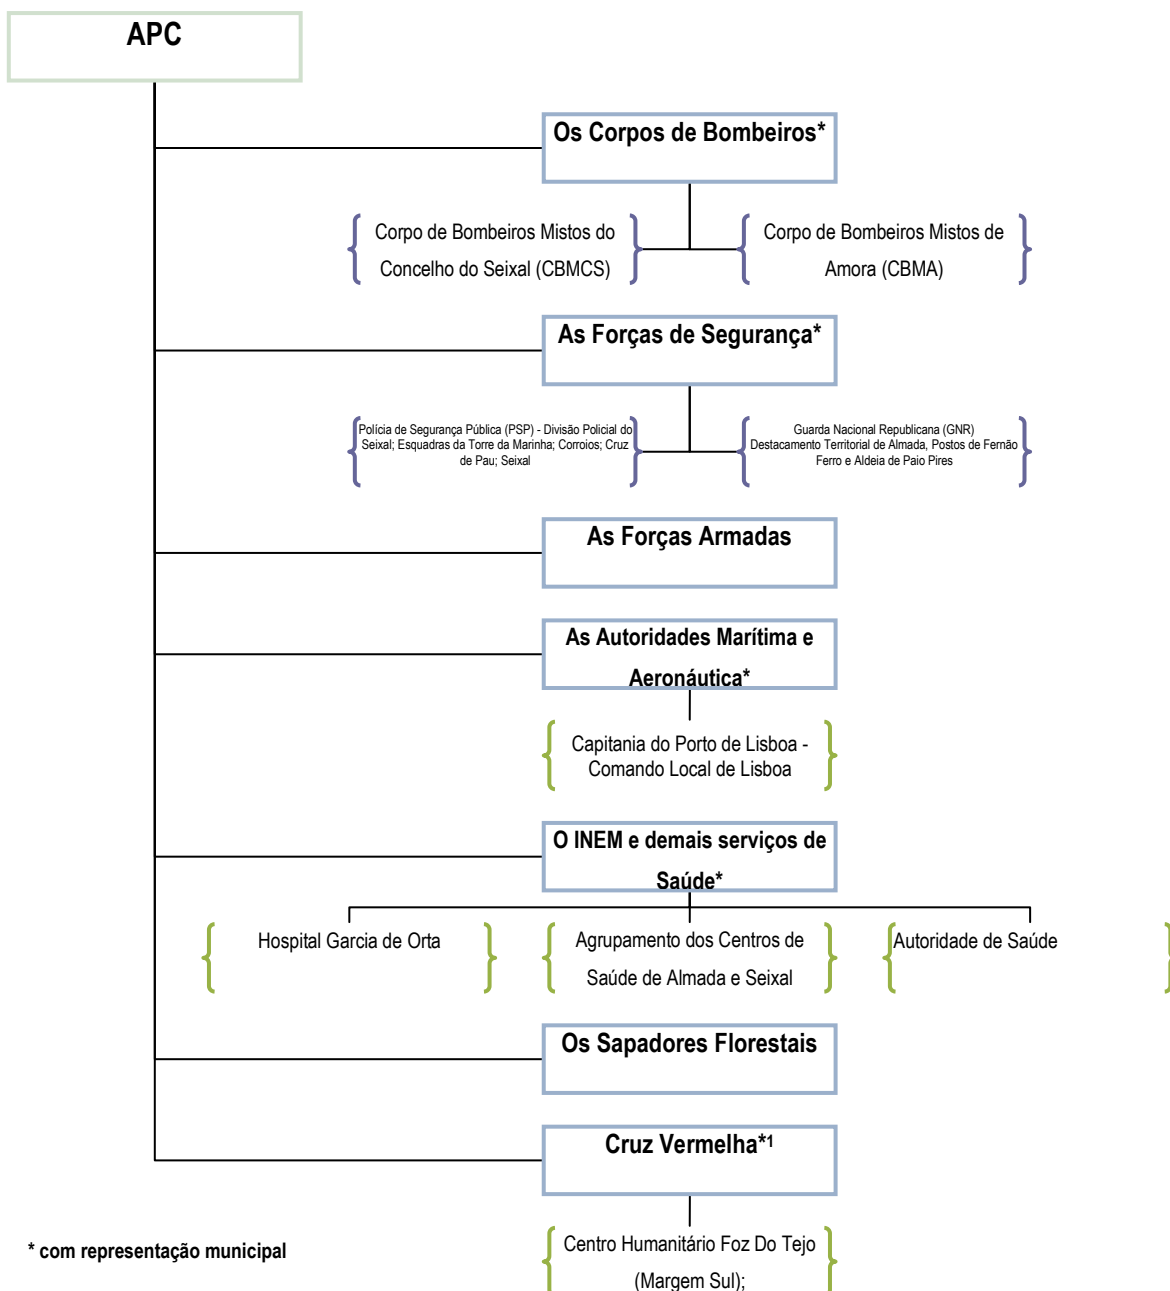 APC
Os Corpos de Bombeiros*
Corpo de Bombeiros Mistos do
Concelho do Seixal (CBMCS)
Corpo de Bombeiros Mistos de
Amora (CBMA)
As Forças de Segurança*
Polícia de Segurança Pública (PSP) - Divisão Policial do
Seixal; Esquadras da Torre da Marinha; Corroios; Cruz
de Pau; Seixal
Guarda Nacional Republicana (GNR)
Destacamento Territorial de Almada, Postos de Fernão
Ferro e Aldeia de Paio Pires
As Forças Armadas
As Autoridades Marítima e
Aeronáutica*
Capitania do Porto de Lisboa -
Comando Local de Lisboa
O INEM e demais serviços de
Saúde*
Hospital Garcia de Orta
Agrupamento dos Centros de
Saúde de Almada e Seixal
Autoridade de Saúde
Os Sapadores Florestais
Cruz Vermelha*¹
Centro Humanitário Foz Do Tejo
(Margem Sul);
* com representação municipal